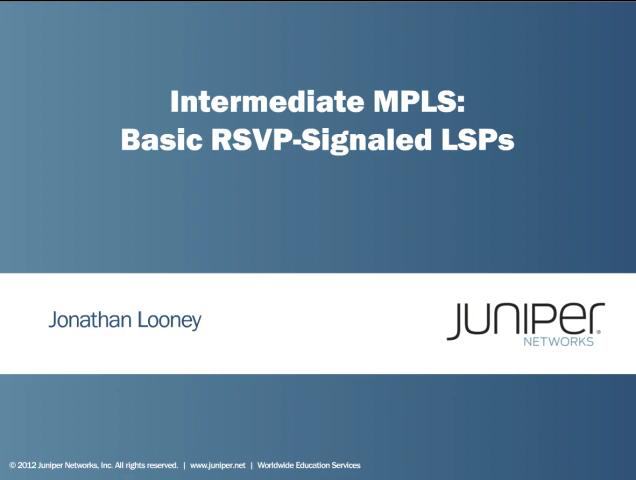 Intermediate MPLS:
Basic RSVP-Signaled LSPs
Jonathan Looney
JUNIPER
NETWORKS
© 2012 Juniper Networks, Inc. All rights reserved. | www.juniper.net | Worldwide Education Services